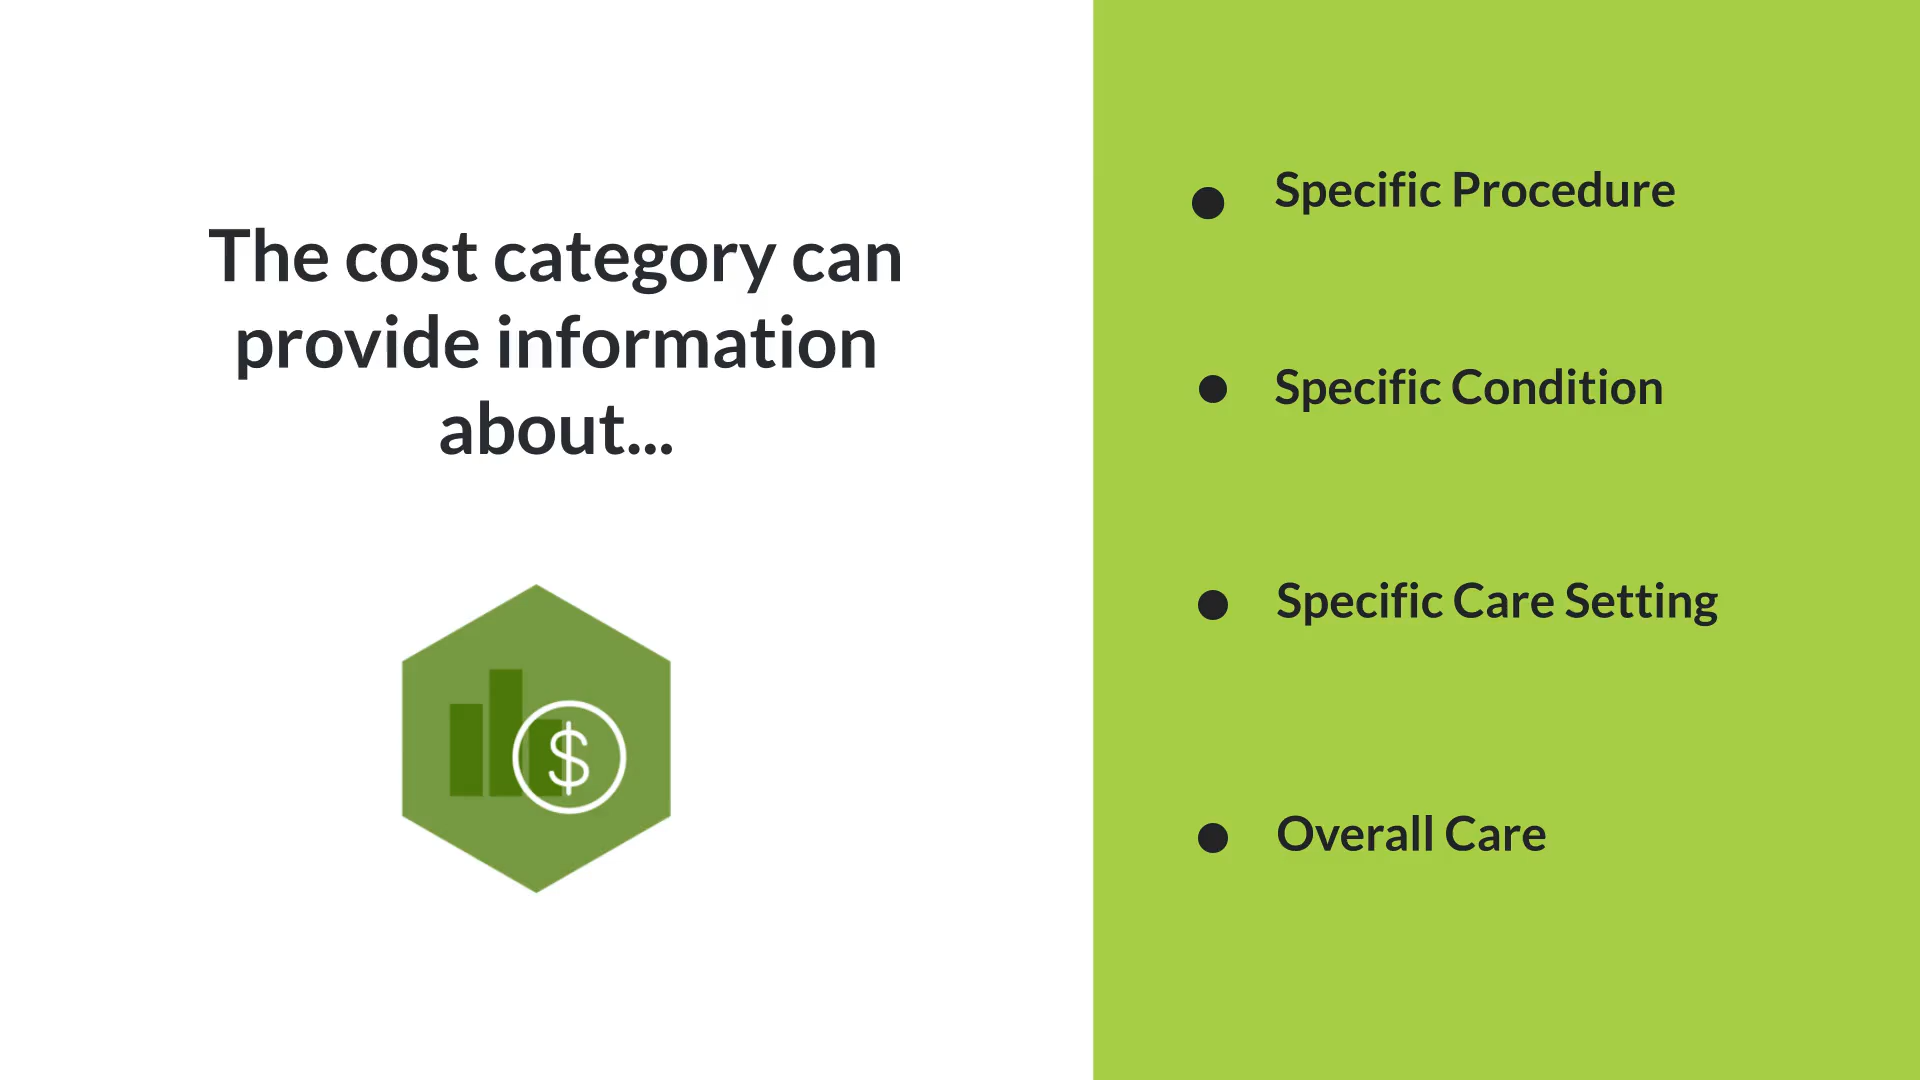 The cost category can
provide information
about...
$
● Specific Procedure
● Specific Condition
● Specific Care Setting
● Overall Care